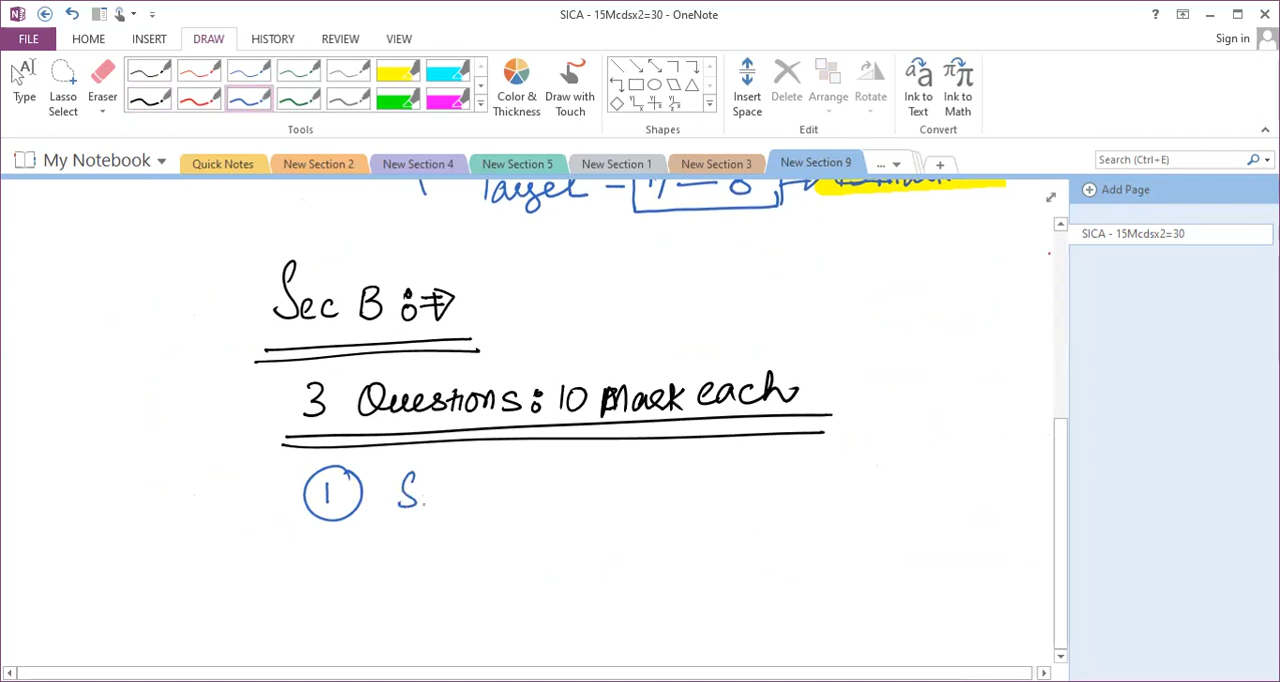 SICA - 15Mcdsx2=30 - OneNote
?
FILE HOME INSERT DRAW HISTORY REVIEW VIEW
Sign in
Type
Lasso Select
Eraser
Color & Thickness
Draw with Touch
Insert Space
Delete
Arrange
Rotate
Ink to Text
Ink to Math
Tools Shapes Edit Convert
My Notebook
Quick Notes New Section 2 New Section 4 New Section 5 New Section 1 New Section 3 New Section 9 ...
Search (Ctrl+E)
Add Page
SICA - 15Mcdsx2=30
Target -
Sec B :→
3 Questions: 10 Mark each
1 S